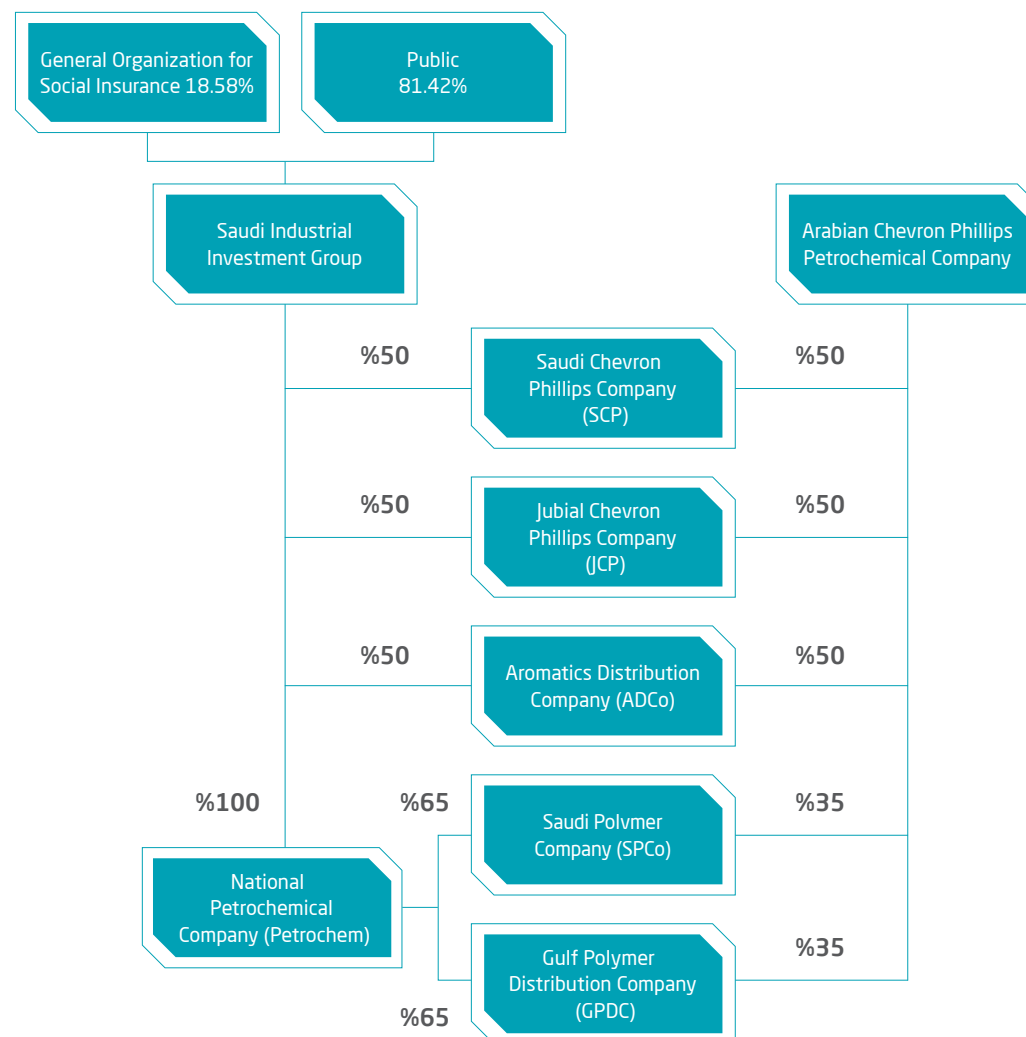 General Organization for
Social Insurance 18.58%
Public
81.42%
Saudi Industrial
Investment Group
Arabian Chevron Phillips
Petrochemical Company
%50
Saudi Chevron
Phillips Company
(SCP)
%50
%50
Jubial Chevron
Phillips Company
(JCP)
%50
%50
Aromatics Distribution
Company (ADCo)
%50
%100
%65
Saudi Polvmer
Company (SPCo)
%35
National
Petrochemical
Company (Petrochem)
%65
Gulf Polymer
Distribution Company
(GPDC)
%35